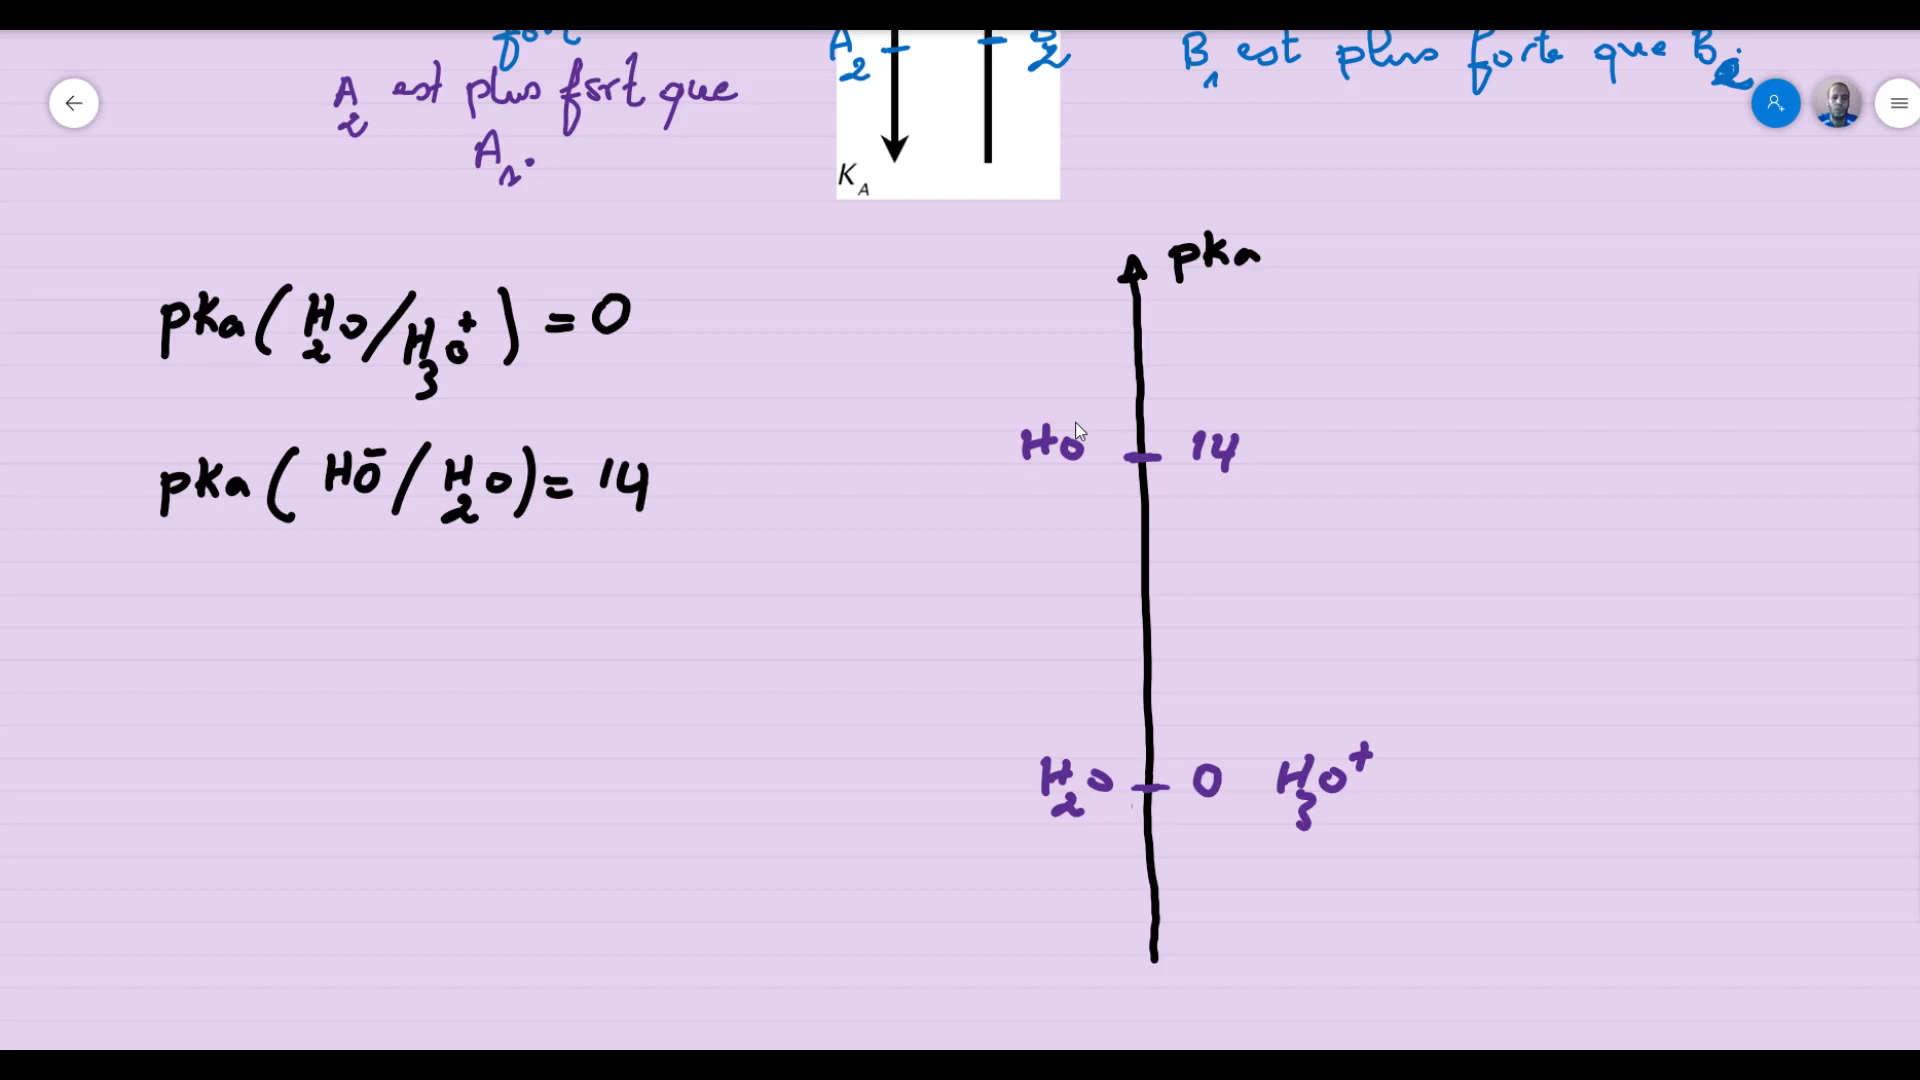 A₂ B₁ est plus forte que B₂
A₂ est plus fort que
A₁.
K_A
pka
pka(H₂O/H₃O⁺) = 0
HO 14
pka(HO⁻/H₂O) = 14
H₂O 0 H₃O⁺